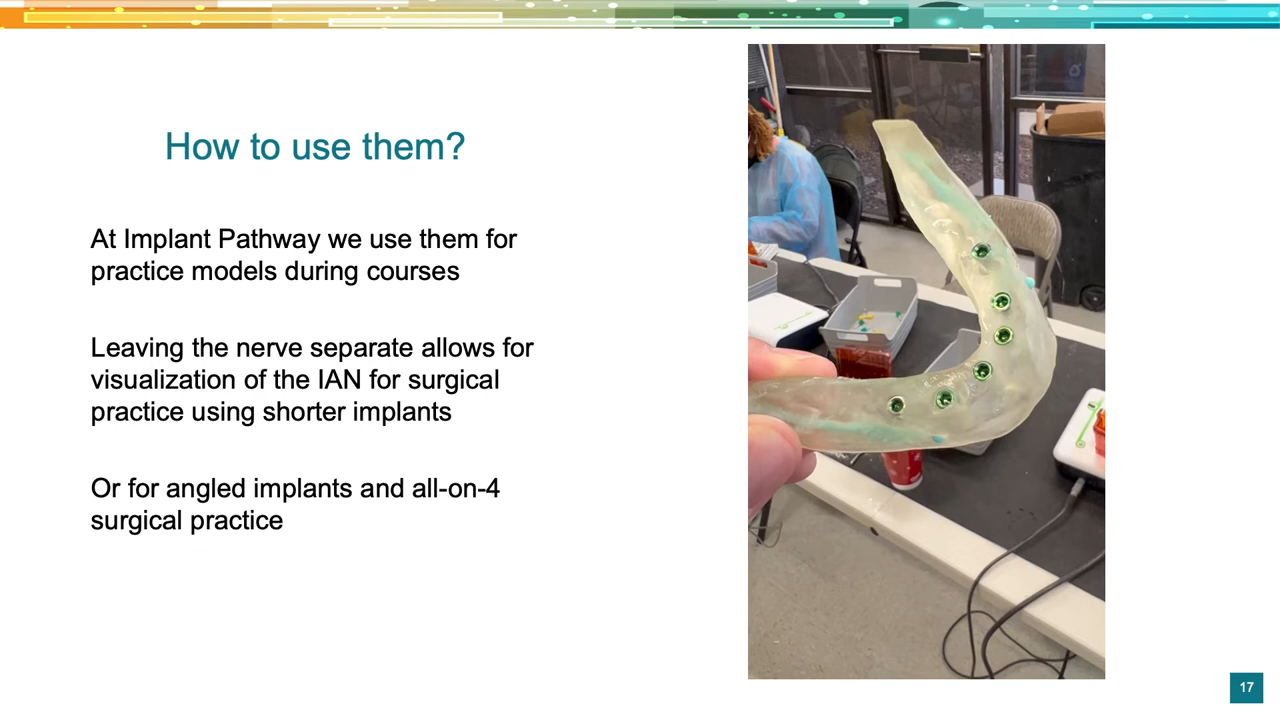 How to use them?
At Implant Pathway we use them for
practice models during courses
Leaving the nerve separate allows for
visualization of the IAN for surgical
practice using shorter implants
Or for angled implants and all-on-4
surgical practice
17